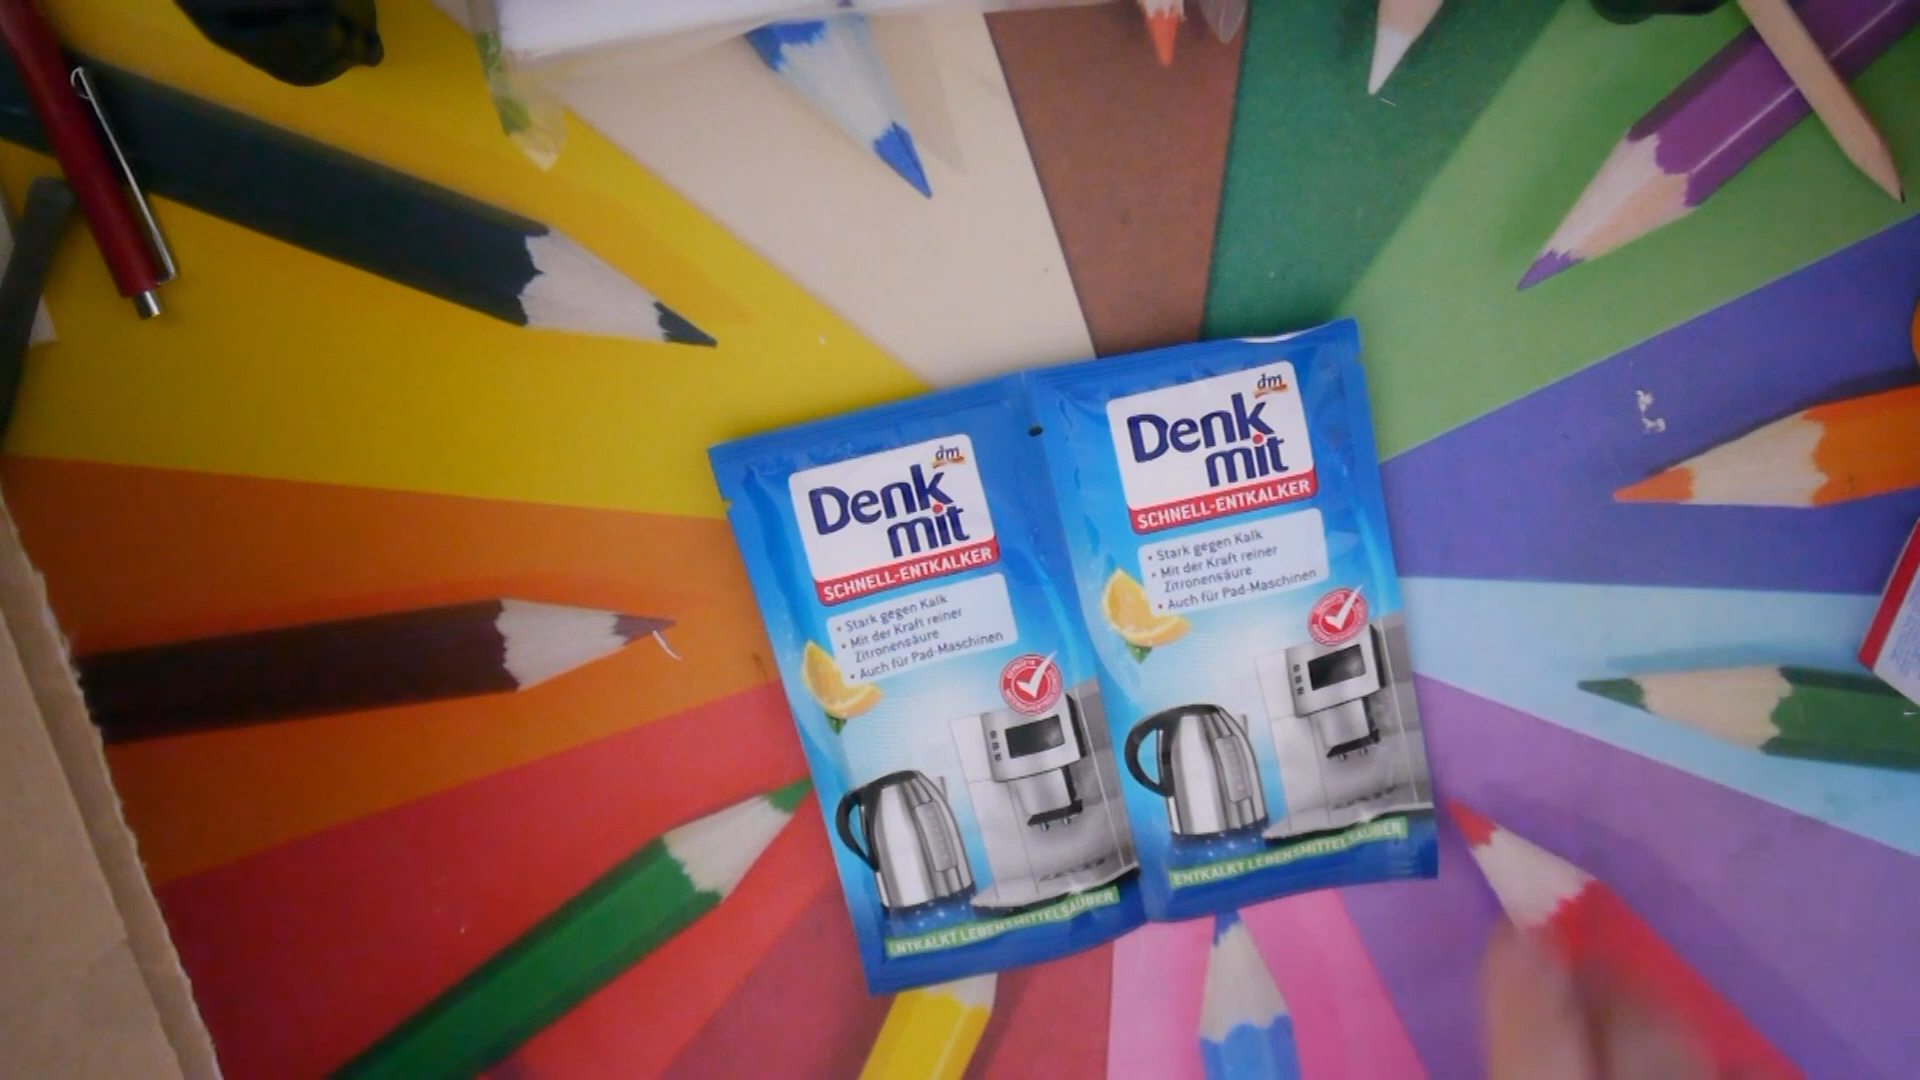 dm
Denk
mit
SCHNELL-ENTKALKER
• Stark gegen Kalk
• Mit der Kraft reiner
Zitronensäure
• Auch für Pad-Maschinen
ENTKALKT LEBENSMITTELSAUBER
dm
Denk
mit
SCHNELL-ENTKALKER
• Stark gegen Kalk
• Mit der Kraft reiner
Zitronensäure
• Auch für Pad-Maschinen
ENTKALKT LEBENSMITTELSAUBER